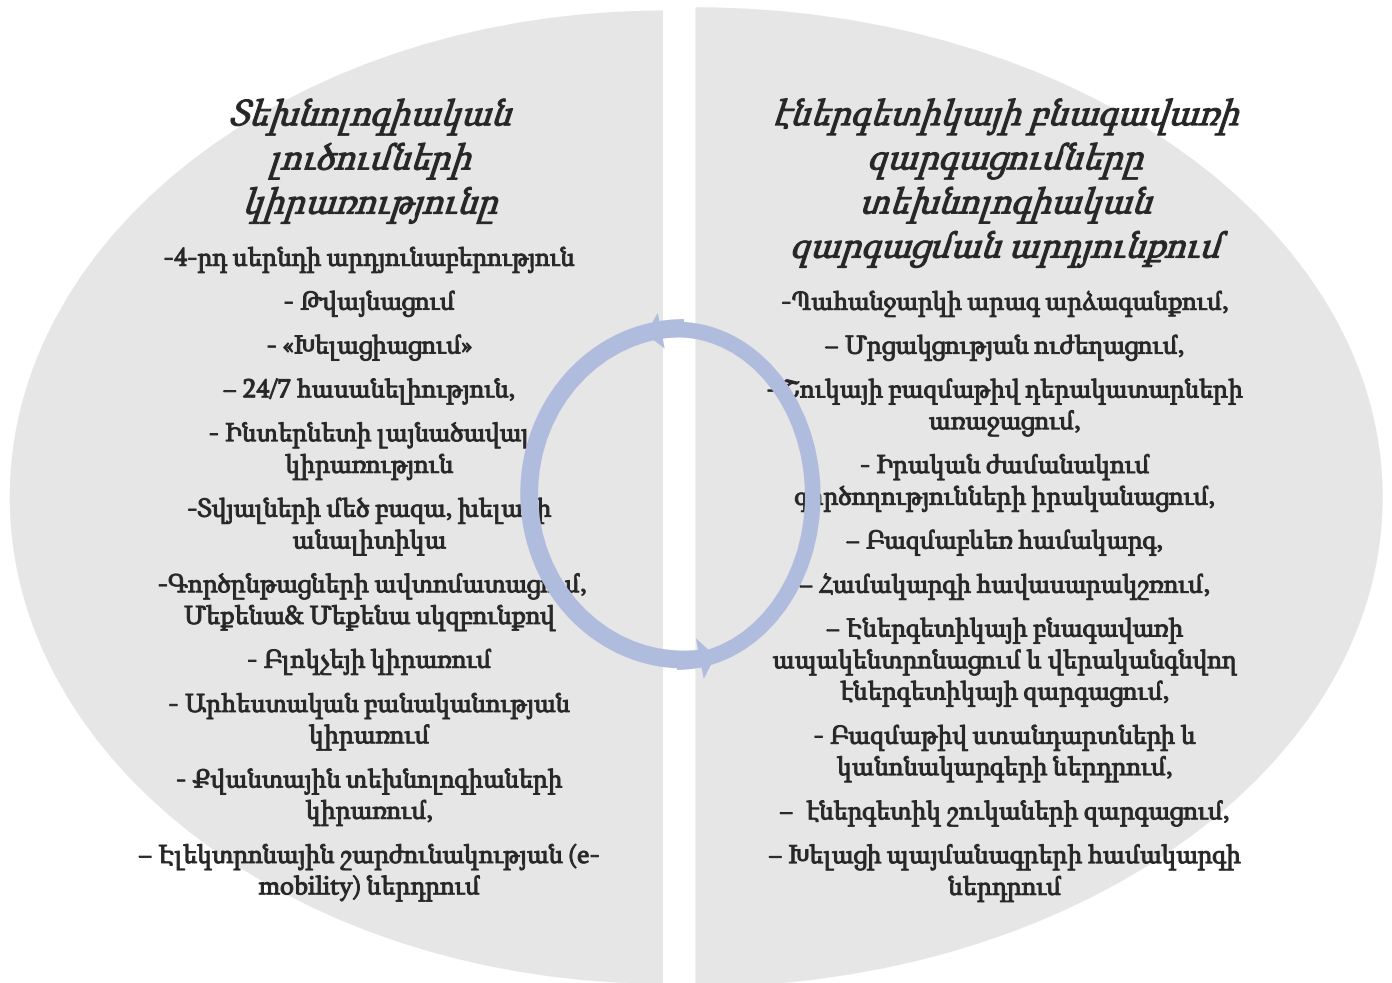 Տեխնոլոգիական
լուծումների
կիրառությունը
-4-րդ սերնդի արդյունաբերություն
- Թվայնացում
- «Խելացիացում»
– 24/7 հասանելիություն,
- Ինտերնետի լայնածավալ
կիրառություն
-Տվյալների մեծ բազա, խելացի
անալիտիկա
-Գործընթացների ավտոմատացում,
Մեքենա& Մեքենա սկզբունքով
- Բլոկչեյի կիրառում
- Արհեստական բանականության
կիրառում
- Քվանտային տեխնոլոգիաների
կիրառում,
– Էլեկտրոնային շարժունակության (e-
mobility) ներդրում
էներգետիկայի բնագավառի
զարգացումները
տեխնոլոգիական
զարգացման արդյունքում
-Պահանջարկի արագ արձագանքում,
– Մրցակցության ուժեղացում,
- Շուկայի բազմաթիվ դերակատարների
առաջացում,
- Իրական ժամանակում
գործողությունների իրականացում,
– Բազմաբևեռ համակարգ,
– Համակարգի հավասարակշռում,
– Էներգետիկայի բնագավառի
ապակենտրոնացում և վերականգնվող
էներգետիկայի զարգացում,
- Բազմաթիվ ստանդարտների և
կանոնակարգերի ներդրում,
– էներգետիկ շուկաների զարգացում,
– Խելացի պայմանագրերի համակարգի
ներդրում